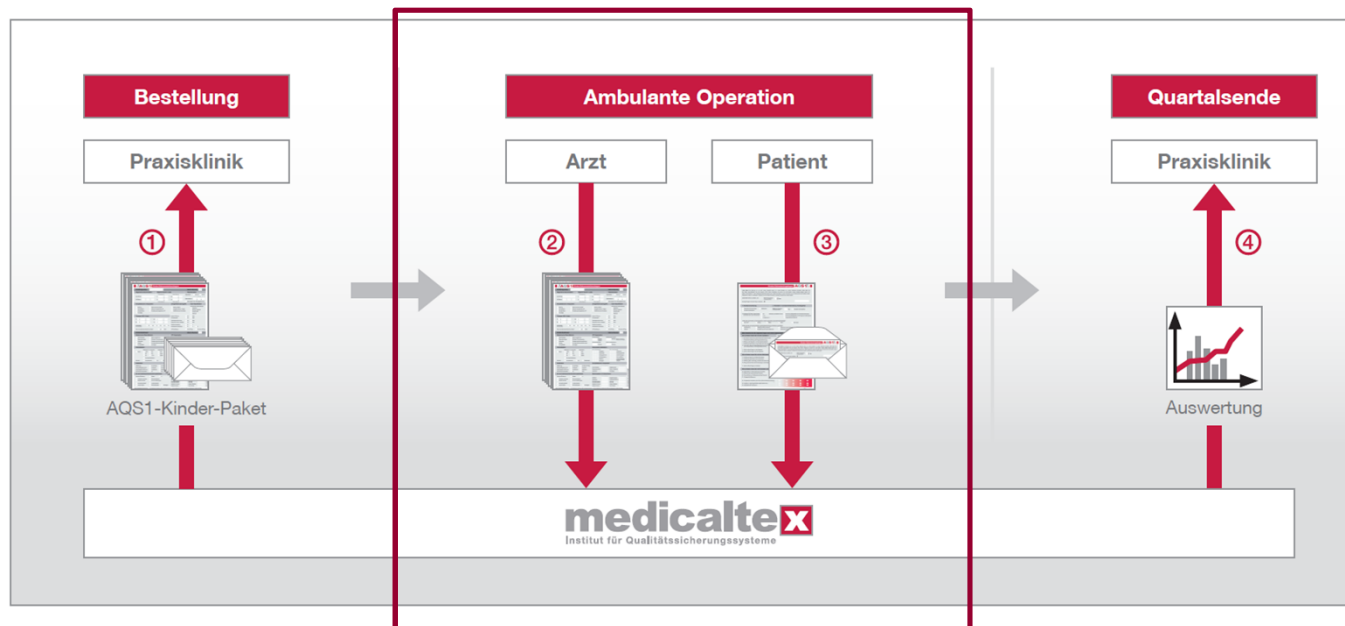 Bestellung
Praxisklinik
①
AQS1-Kinder-Paket
Ambulante Operation
Arzt
Patient
②
③
Quartalsende
Praxisklinik
④
Auswertung
medicaltex
Institut für Qualitätssicherungssysteme